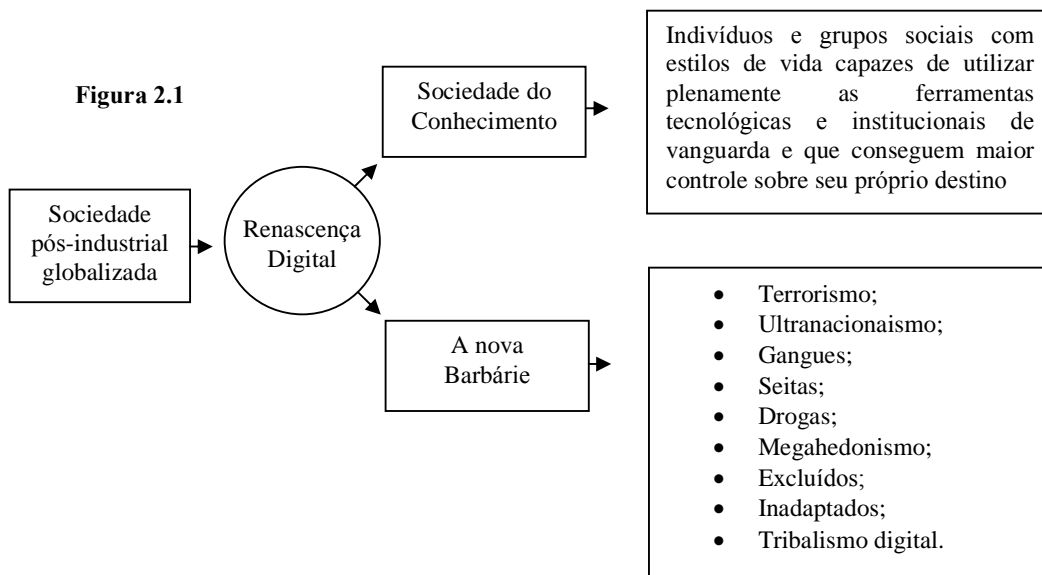 Figura 2.1
Sociedade
pós-industrial
globalizada
Renascença
Digital
Sociedade do
Conhecimento
Indivíduos e grupos sociais com
estilos de vida capazes de utilizar
plenamente as ferramentas
tecnológicas e institucionais de
vanguarda e que conseguem maior
controle sobre seu próprio destino
A nova
Barbárie
• Terrorismo;
• Ultranacionaismo;
• Gangues;
• Seitas;
• Drogas;
• Megahedonismo;
• Excluídos;
• Inadaptados;
• Tribalismo digital.